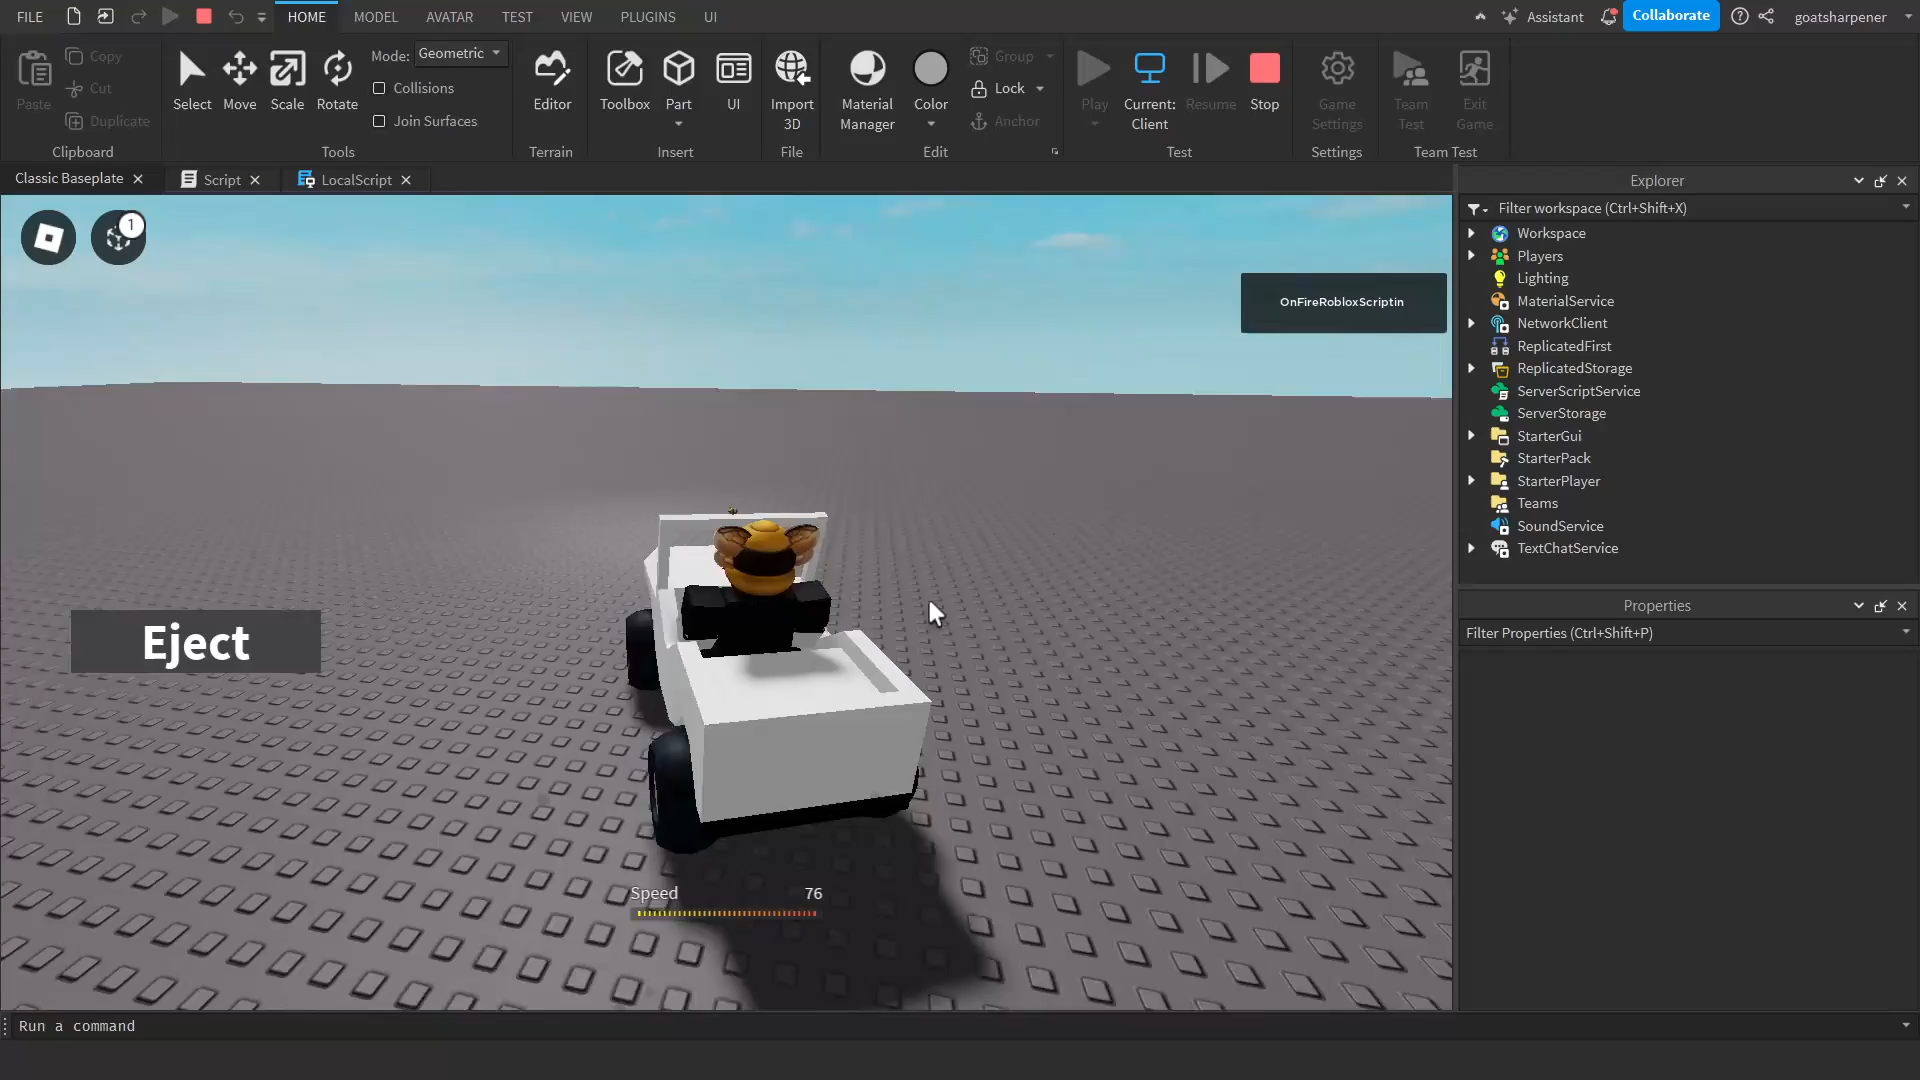 FILE HOME MODEL AVATAR TEST VIEW PLUGINS UI Assistant Collaborate goatsharpener
Paste Copy Cut Duplicate
Clipboard
Select Move Scale Rotate
Mode: Geometric
Collisions
Join Surfaces
Tools
Editor
Terrain
Toolbox Part UI
Insert
Import 3D
File
Material Manager
Color
Group
Lock
Anchor
Edit
Play
Current: Client
Resume
Stop
Test
Game Settings
Settings
Team Test
Exit Game
Team Test
Classic Baseplate Script LocalScript
1
OnFireRobloxScriptin
Eject
Speed 76
Explorer
Filter workspace (Ctrl+Shift+X)
Workspace
Players
Lighting
MaterialService
NetworkClient
ReplicatedFirst
ReplicatedStorage
ServerScriptService
ServerStorage
StarterGui
StarterPack
StarterPlayer
Teams
SoundService
TextChatService
Properties
Filter Properties (Ctrl+Shift+P)
Run a command